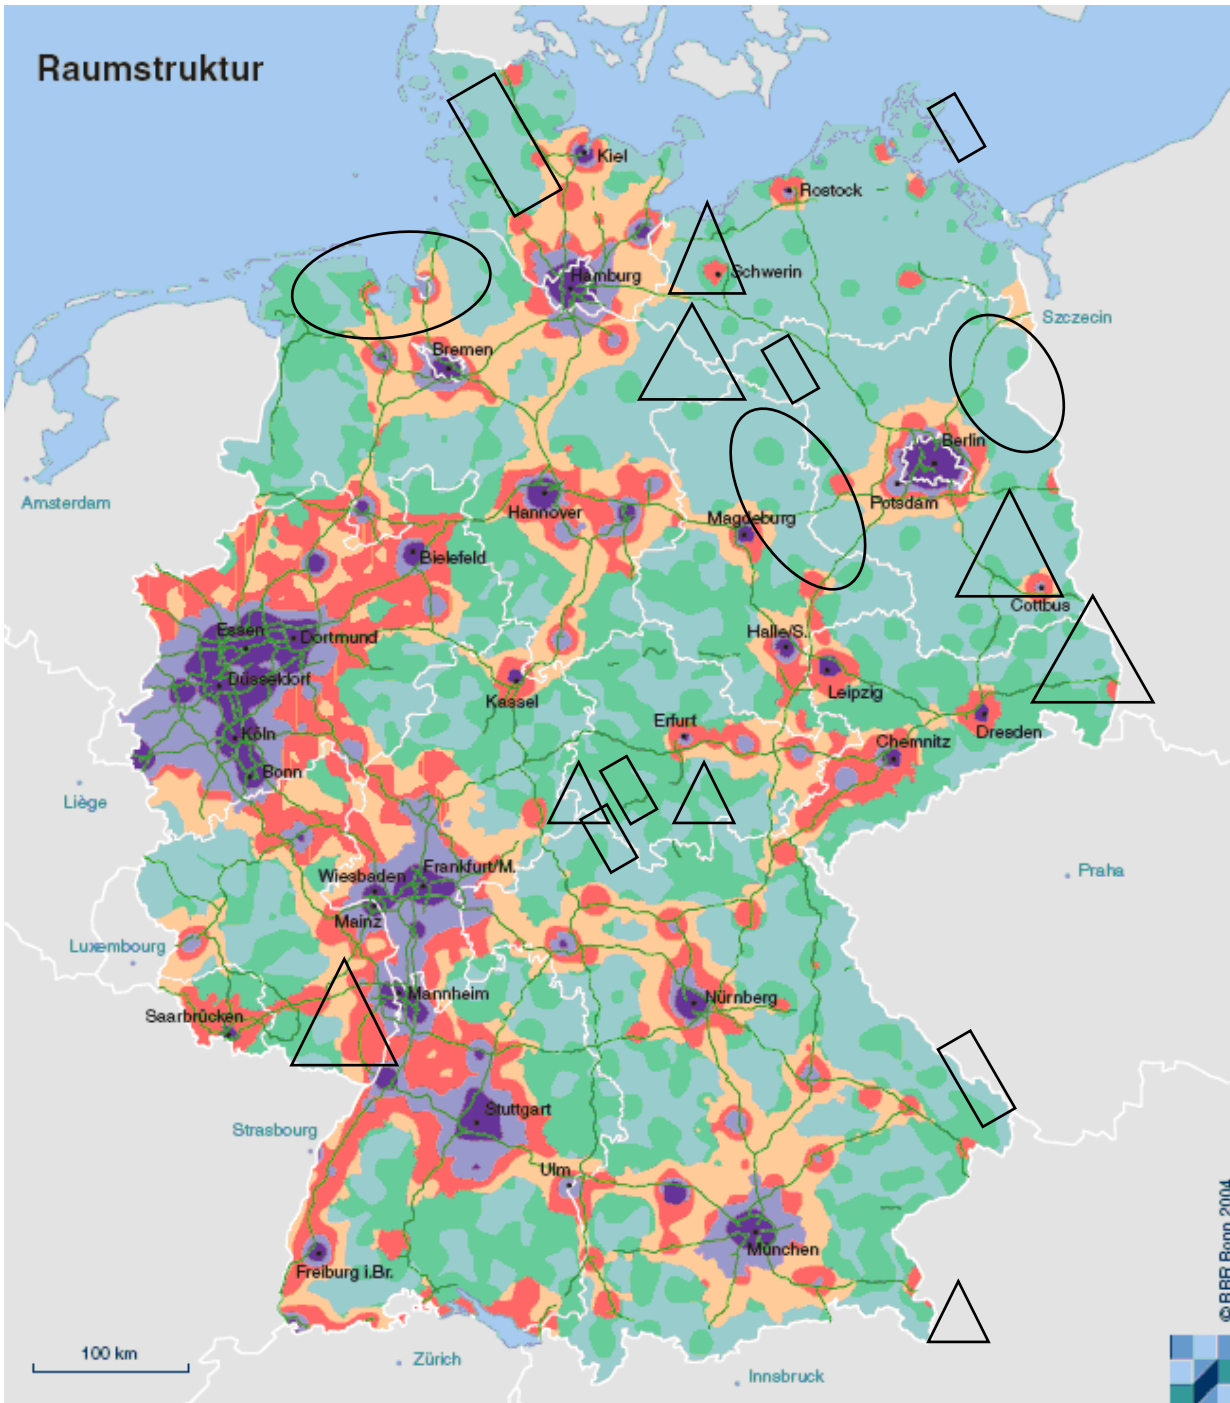 Raumstruktur
Kiel
Rostock
Hamburg
Schwerin
Szczecin
Bremen
Berlin
Amsterdam
Hannover
Potsdam
Magdeburg
Bielefeld
Cottbus
Essen
Dortmund
Halle/S.
Düsseldorf
Leipzig
Kassel
Erfurt
Dresden
Köln
Chemnitz
Bonn
Liège
Frankfurt/M.
Wiesbaden
Praha
Mainz
Luxembourg
Mannheim
Nürnberg
Saarbrücken
Stuttgart
Strasbourg
Ulm
München
Freiburg i.Br.
©BBR Bonn 2004
100 km
Zürich
Innsbruck